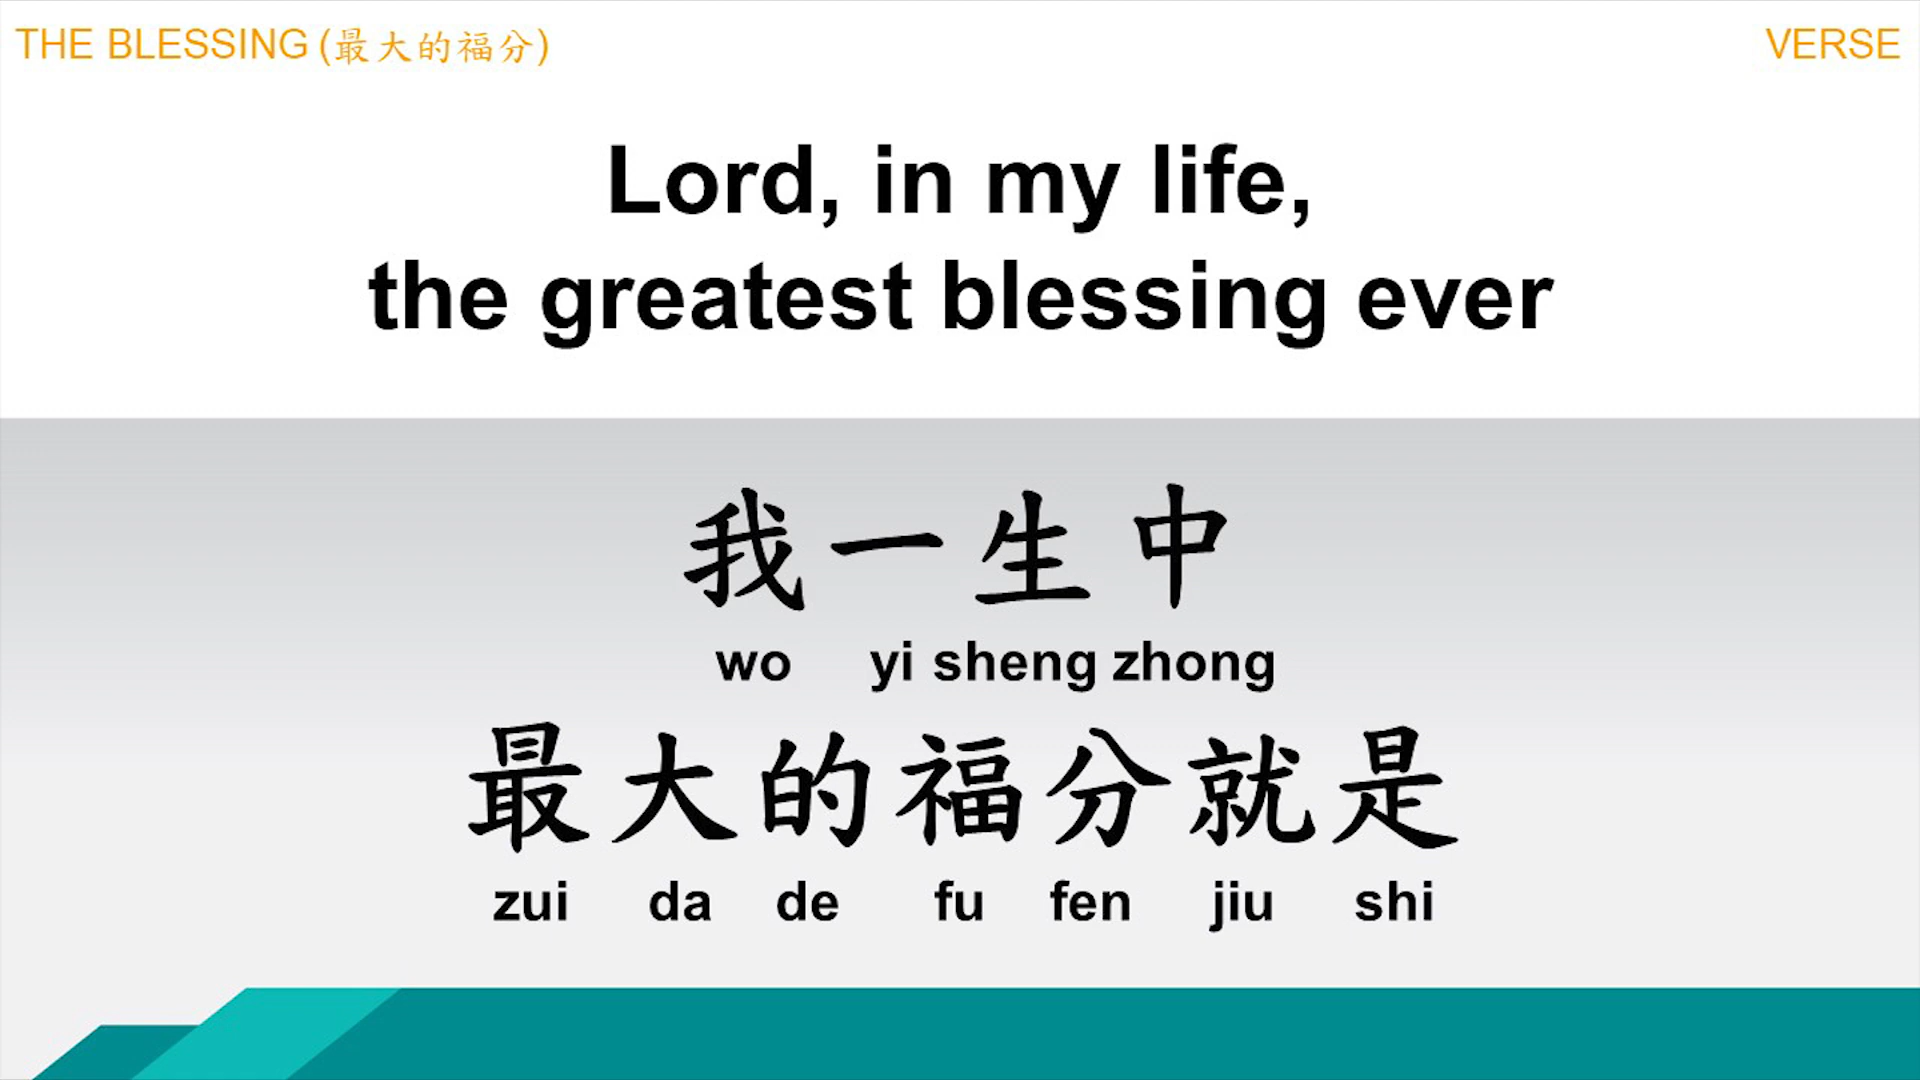 THE BLESSING (最大的福分)
VERSE
Lord, in my life,
the greatest blessing ever
我一生中
wo yi sheng zhong
最大的福分就是
zui da de fu fen jiu shi